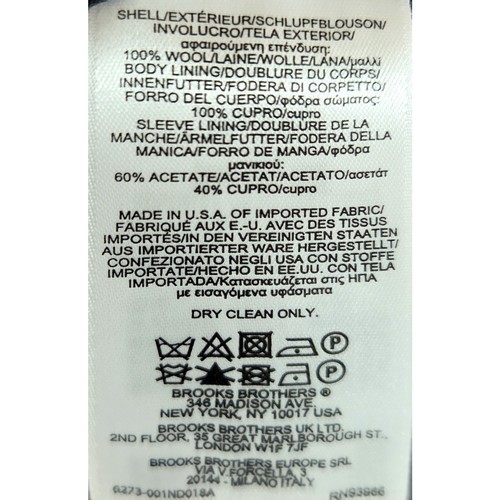 SHELL/EXTÉRIEUR/SCHLUPFBLOUSON/
INVOLUCRO/TELA EXTERIOR/
αφαιρούμενη επένδυση:
100% WOOL/LAINE/WOLLE/LANA/μαλλί
BODY LINING/DOUBLURE DU CORPS/
INNENFUTTER/FODERA DI CORPETTO/
FORRO DEL CUERPO/φόδρα σώματος:
100% CUPRO/cupro
SLEEVE LINING/DOUBLURE DE LA
MANCHE/ÄRMELFUTTER/FODERA DELLA
MANICA/FORRO DE MANGA/φόδρα
μανικιού:
60% ACETATE/ACETAT/ACETATO/ασετάτ
40% CUPRO/cupro
MADE IN U.S.A. OF IMPORTED FABRIC/
FABRIQUÉ AUX E.-U. AVEC DES TISSUS
IMPORTÉS/IN DEN VEREINIGTEN STAATEN
AUS IMPORTIERTER WARE HERGESTELLT/
CONFEZIONATO NEGLI USA CON STOFFE
IMPORTATE/HECHO EN EE.UU. CON TELA
IMPORTADA/Κατασκευάζεται στις ΗΠΑ
με εισαγόμενα υφάσματα
DRY CLEAN ONLY.
P
P
BROOKS BROTHERS ®
346 MADISON AVE.
NEW YORK, NY 10017 USA
BROOKS BROTHERS UK LTD.
2ND FLOOR, 35 GREAT MARLBOROUGH ST.,
LONDON W1F 7JF
BROOKS BROTHERS EUROPE SRL
VIA V.FORCELLA, 3
20144 - MILANO ITALY
6273-001ND018A RN93986